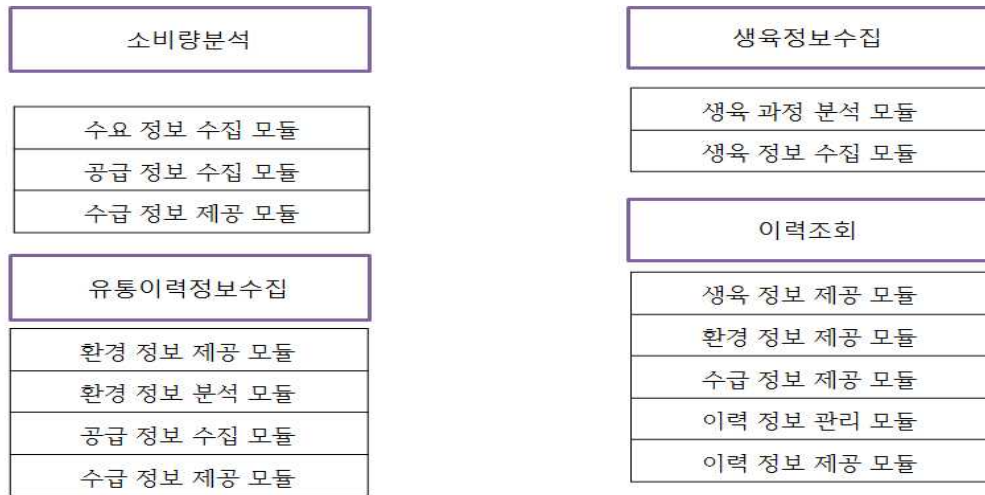 소비량분석
수요 정보 수집 모듈
공급 정보 수집 모듈
수급 정보 제공 모듈
유통이력정보수집
환경 정보 제공 모듈
환경 정보 분석 모듈
공급 정보 수집 모듈
수급 정보 제공 모듈
생육정보수집
생육 과정 분석 모듈
생육 정보 수집 모듈
이력조회
생육 정보 제공 모듈
환경 정보 제공 모듈
수급 정보 제공 모듈
이력 정보 관리 모듈
이력 정보 제공 모듈